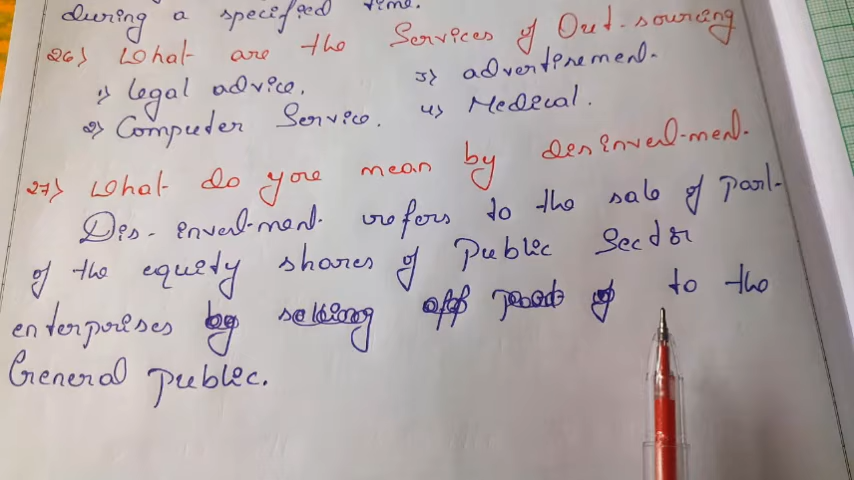 during a specified time.
26) What are the Services of Out-sourcing
1) legal advice. 3) advertisement.
2) Computer Service. 4) Medical.
27) What do you mean by disinvestment.
Dis-investment refers to the sale of part
of the equity shares of Public Sector
enterprises to the
General Public.